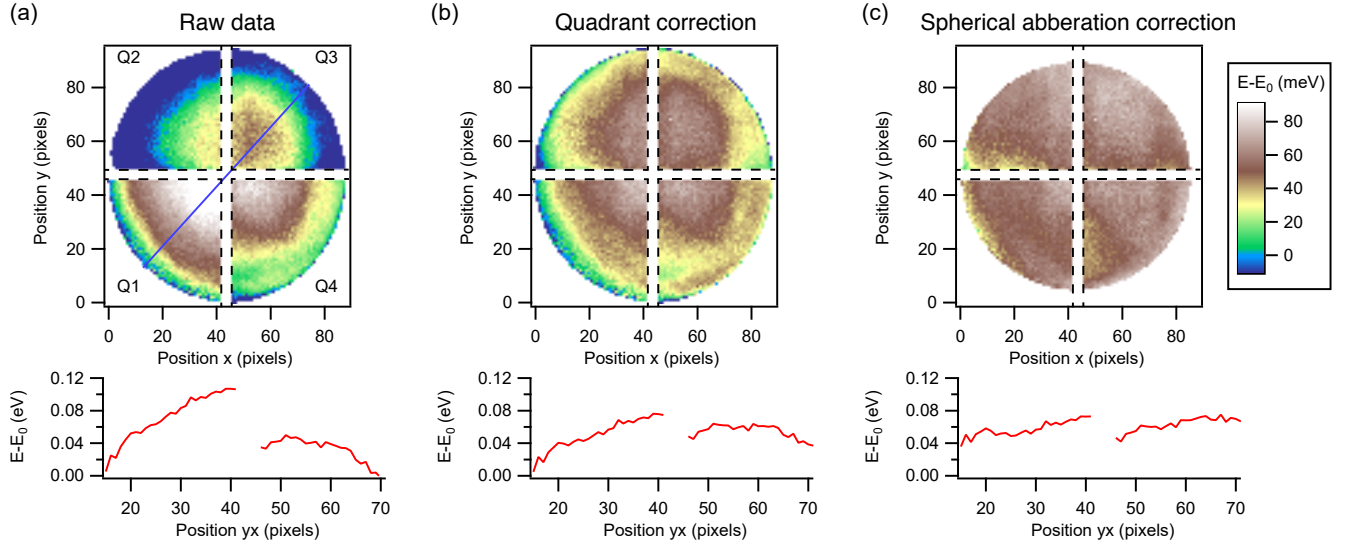 (a)
Raw data
(b)
Quadrant correction
(c)
Spherical abberation correction
Q2
Q3
Q1
Q4
Position y (pixels)
80
60
40
20
0
0
20
40
60
80
Position x (pixels)
Position y (pixels)
80
60
40
20
0
0
20
40
60
80
Position x (pixels)
Position y (pixels)
80
60
40
20
0
0
20
40
60
80
Position x (pixels)
E-E0 (meV)
80
60
40
20
0
E-E0 (eV)
0.12
0.08
0.04
0.00
20
30
40
50
60
70
Position yx (pixels)
E-E0 (eV)
0.12
0.08
0.04
0.00
20
30
40
50
60
70
Position yx (pixels)
E-E0 (eV)
0.12
0.08
0.04
0.00
20
30
40
50
60
70
Position yx (pixels)